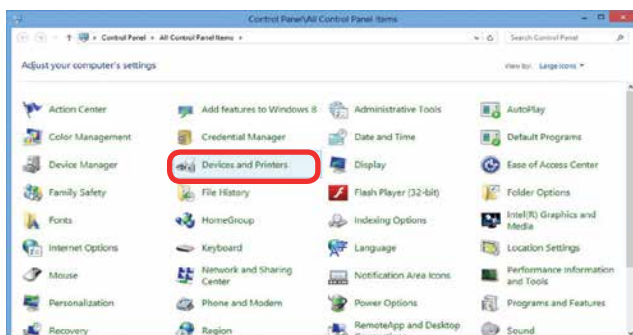 Control Panel\All Control Panel Items
Control Panel
All Control Panel Items
Search Control Panel
Adjust your computer's settings
View by: Large icons
Action Center
Add features to Windows 8
Administrative Tools
AutoPlay
Color Management
Credential Manager
Date and Time
Default Programs
Device Manager
Devices and Printers
Display
Ease of Access Center
Family Safety
File History
Flash Player (32-bit)
Folder Options
Fonts
HomeGroup
Indexing Options
Intel(R) Graphics and
Media
Internet Options
Keyboard
Language
Location Settings
Mouse
Network and Sharing
Center
Notification Area Icons
Performance Information
and Tools
Personalization
Phone and Modem
Power Options
Programs and Features
Recovery
Region
RemoteApp and Desktop
Sound